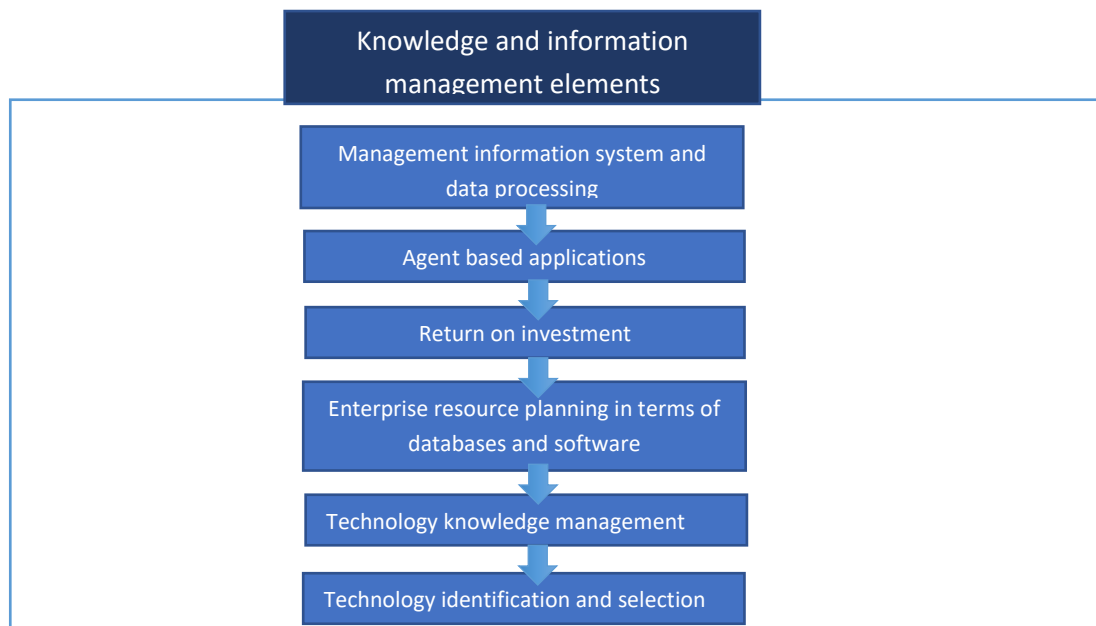 Knowledge and information
management elements
Management information system and
data processing
Agent based applications
Return on investment
Enterprise resource planning in terms of
databases and software
Technology knowledge management
Technology identification and selection